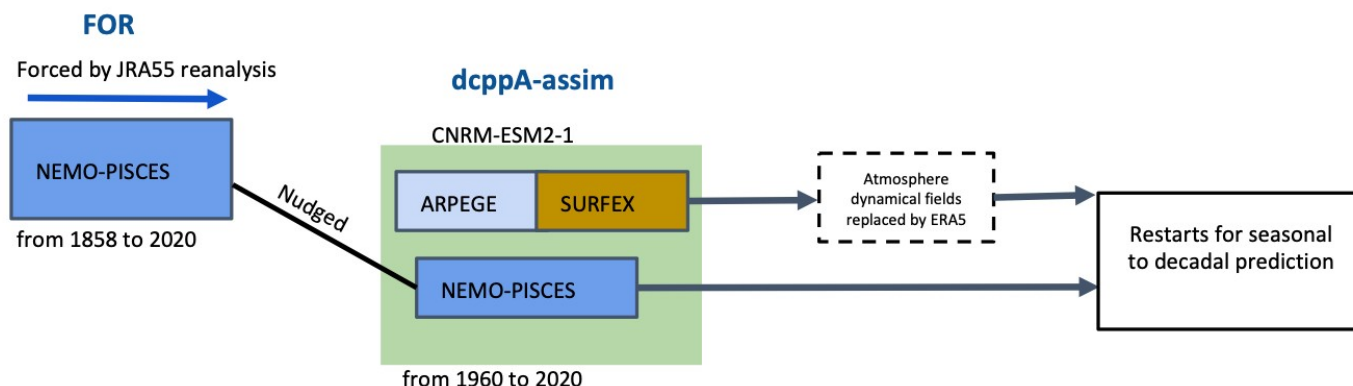 FOR
Forced by JRA55 reanalysis
NEMO-PISCES
from 1858 to 2020
Nudged
dcppA-assim
CNRM-ESM2-1
ARPEGE
SURFEX
NEMO-PISCES
from 1960 to 2020
Atmosphere
dynamical fields
replaced by ERA5
Restarts for seasonal
to decadal prediction